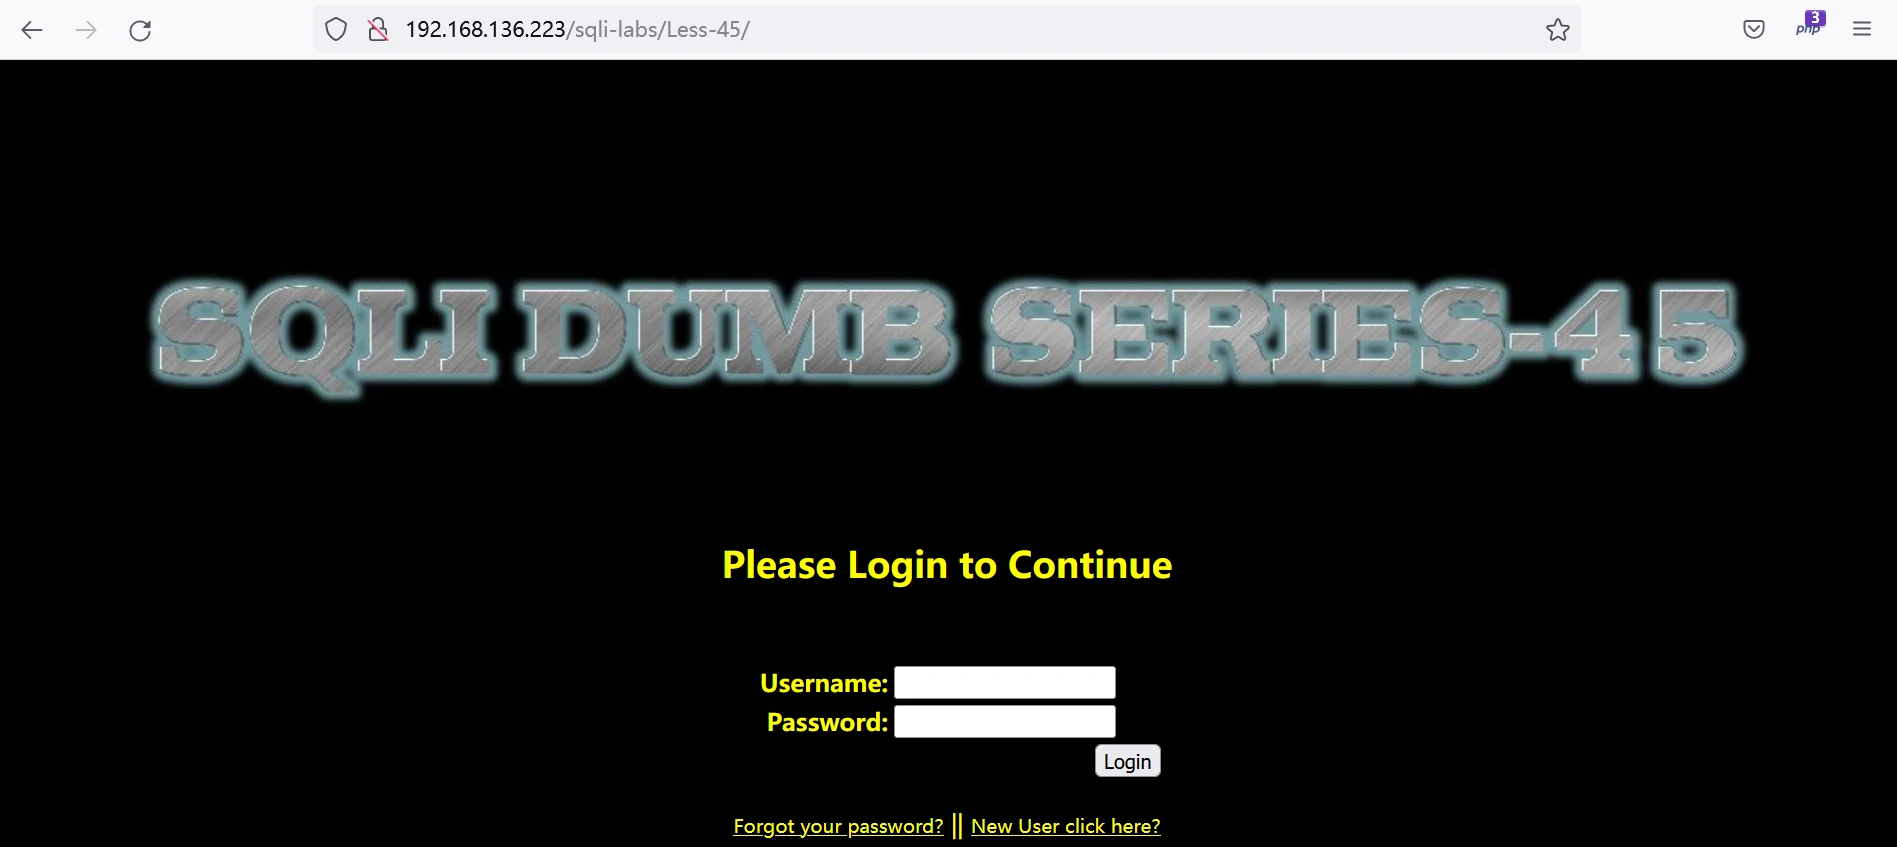 192.168.136.223/sqli-labs/Less-45/
3
php
SQLI DUMB SERIES-45
Please Login to Continue
Username:
Password:
Login
Forgot your password? || New User click here?